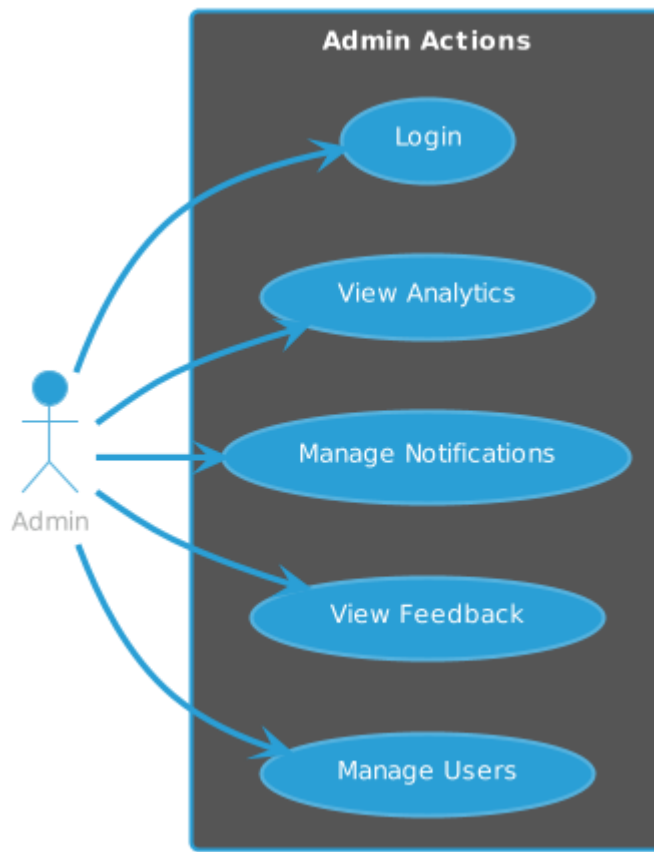 Admin Actions
Login
View Analytics
Manage Notifications
Admin
View Feedback
Manage Users